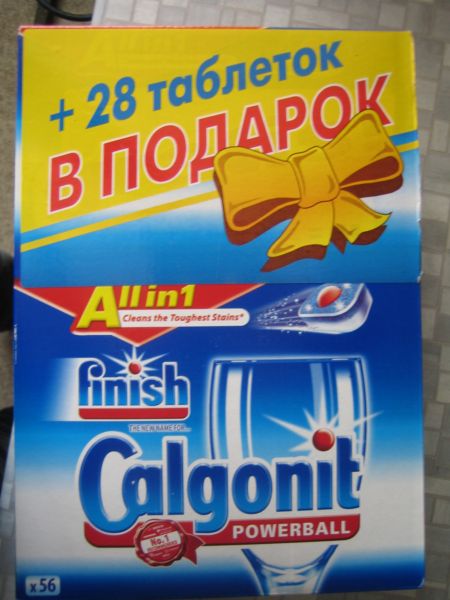 + 28 таблеток
В ПОДАРОК
All in 1
Cleans the Toughest Stains*
finish
THE NEW NAME FOR...
Calgonit
POWERBALL
No. 1
x 56